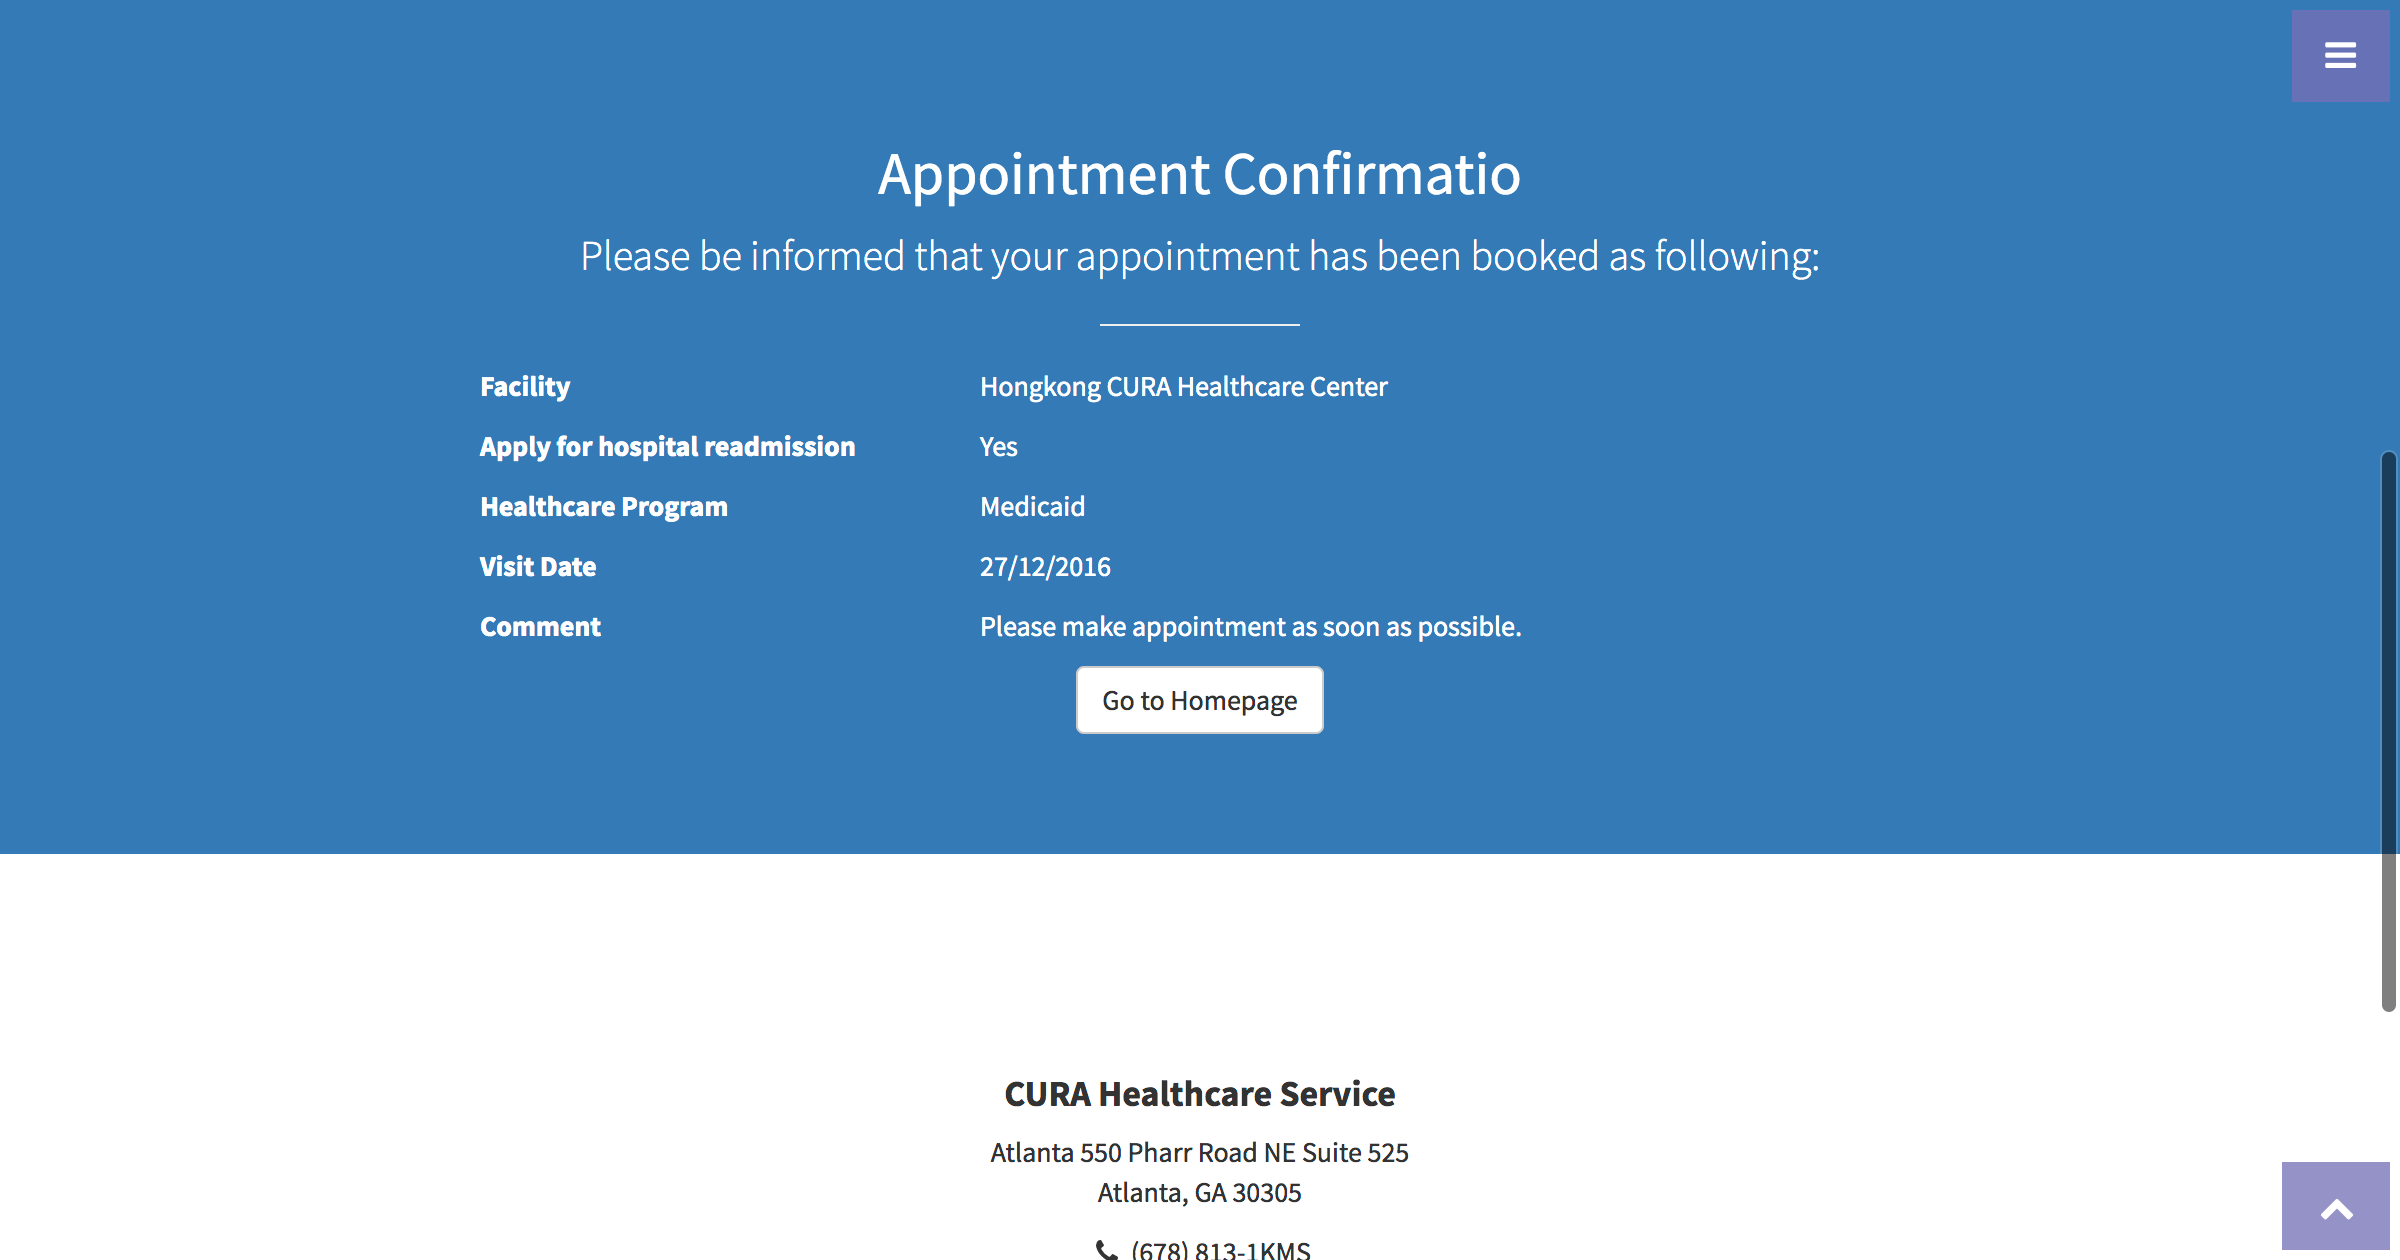 Appointment Confirmatio
Please be informed that your appointment has been booked as following:
Facility Hongkong CURA Healthcare Center
Apply for hospital readmission Yes
Healthcare Program Medicaid
Visit Date 27/12/2016
Comment Please make appointment as soon as possible.
Go to Homepage
CURA Healthcare Service
Atlanta 550 Pharr Road NE Suite 525
Atlanta, GA 30305
(678) 813-1KMS